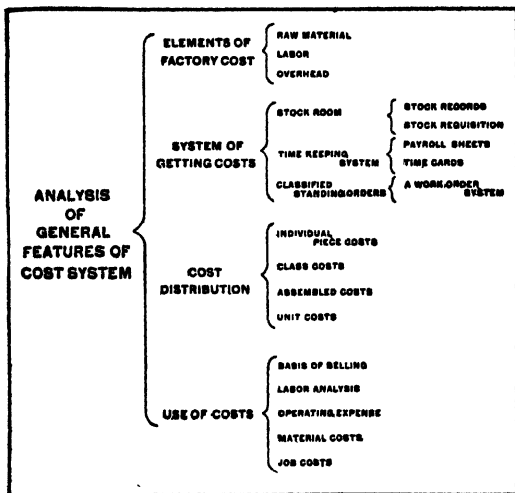 ANALYSIS
OF
GENERAL
FEATURES OF
COST SYSTEM
ELEMENTS OF
FACTORY COST
RAW MATERIAL
LABOR
OVERHEAD
SYSTEM OF
GETTING COSTS
STOCK ROOM
STOCK RECORDS
STOCK REQUISITION
TIME KEEPING
SYSTEM
PAYROLL SHEETS
TIME CARDS
CLASSIFIED
STANDING ORDERS
A WORK ORDER
SYSTEM
COST
DISTRIBUTION
INDIVIDUAL
PIECE COSTS
CLASS COSTS
ASSEMBLED COSTS
UNIT COSTS
USE OF COSTS
BASIS OF SELLING
LABOR ANALYSIS
OPERATING EXPENSE
MATERIAL COSTS
JOB COSTS